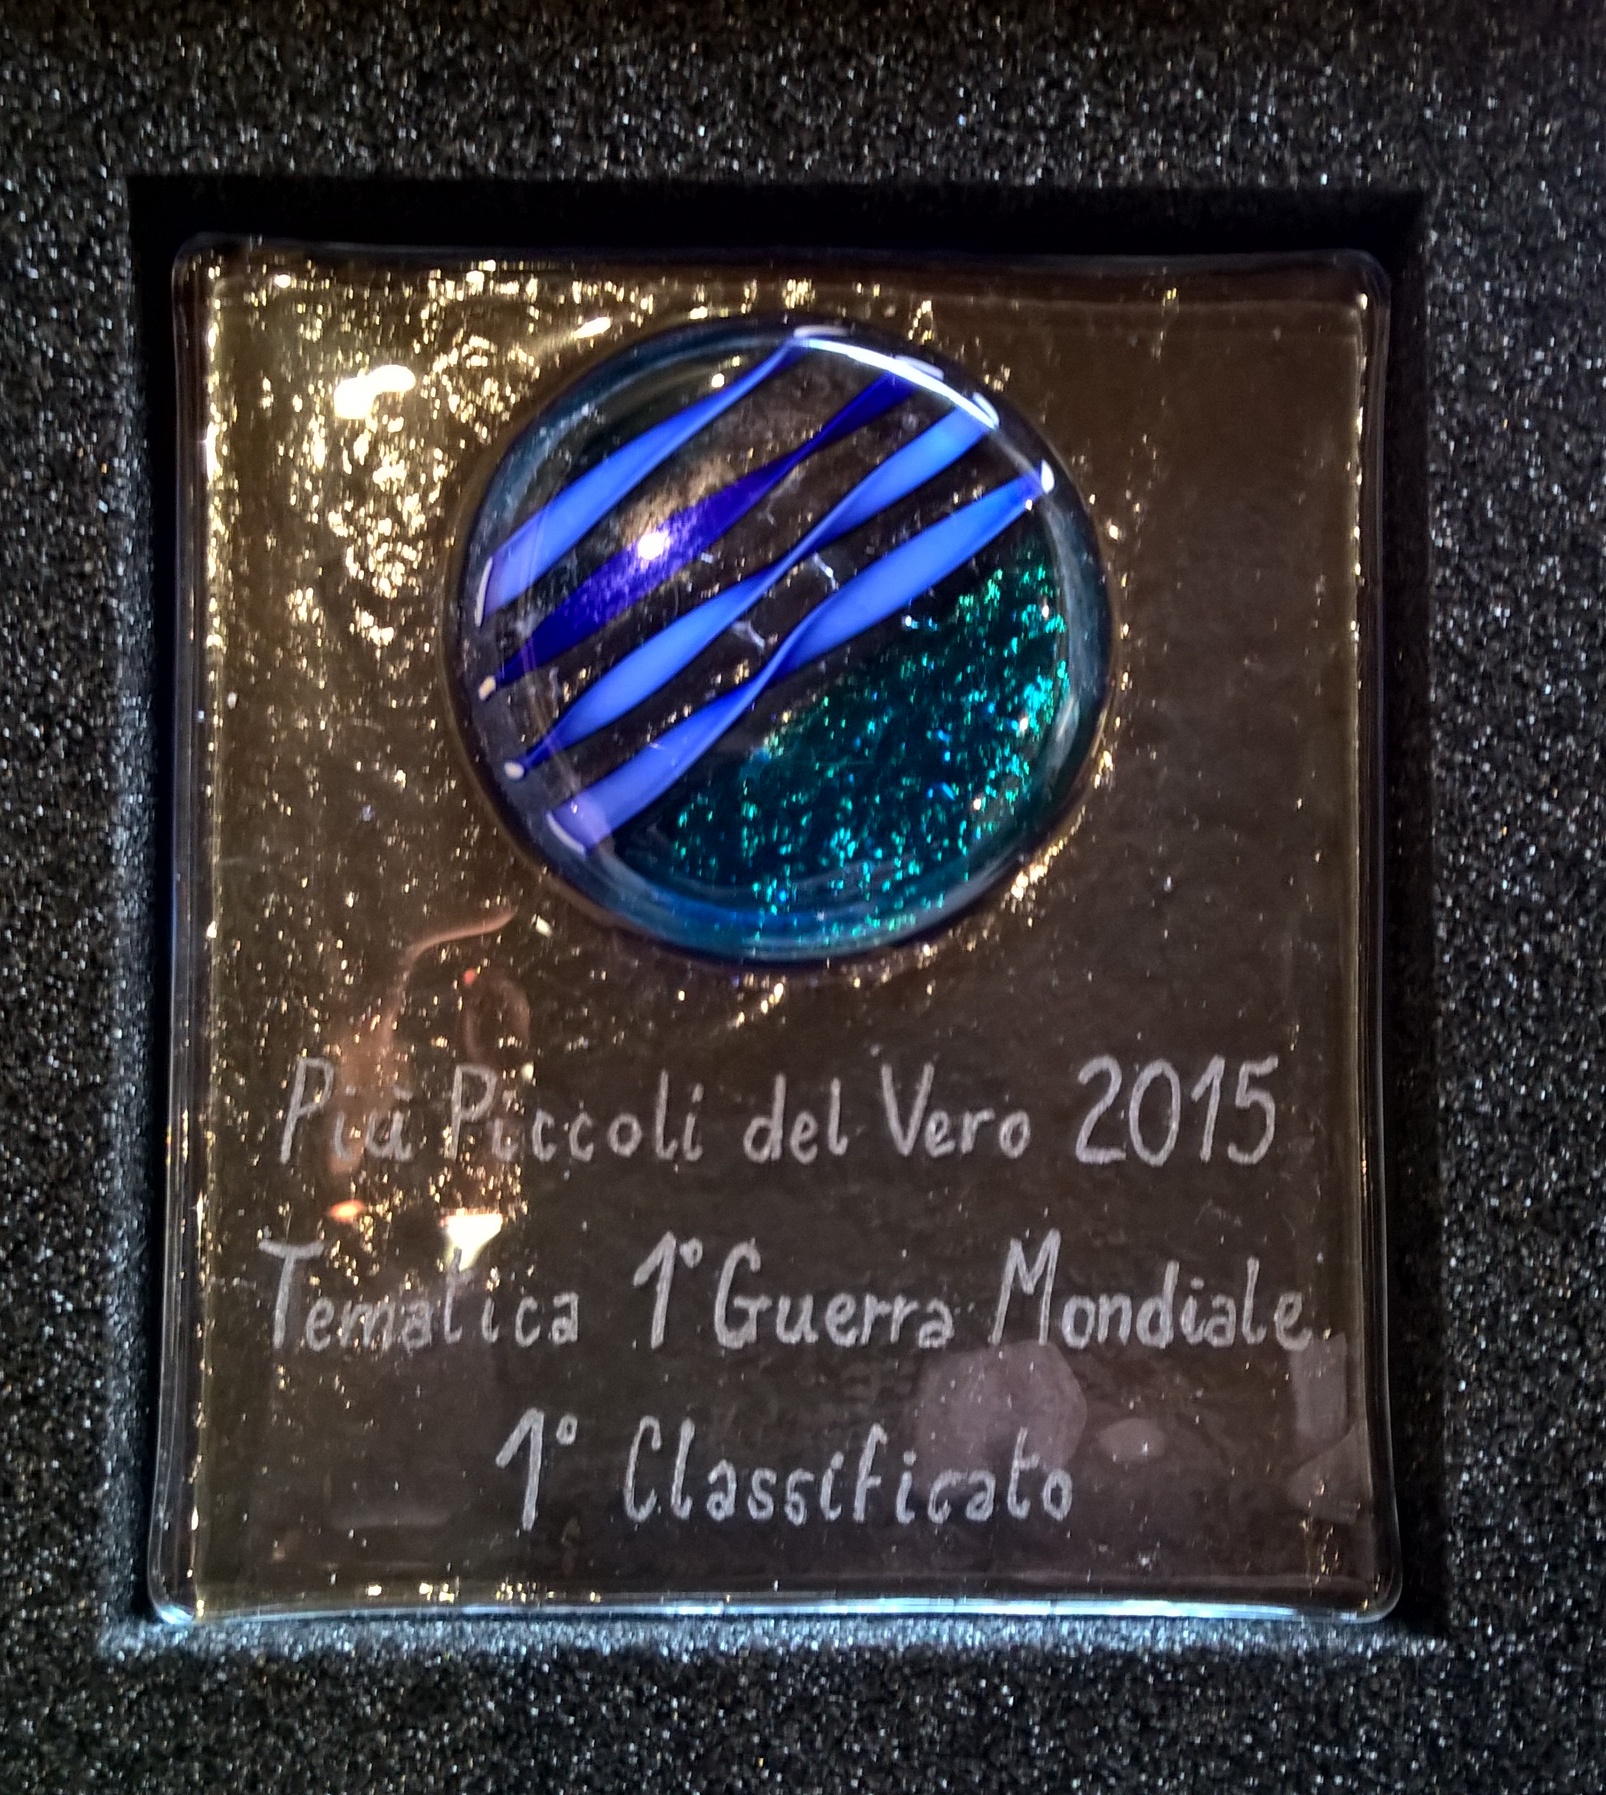 Più Piccoli del Vero 2015
Tematica 1° Guerra Mondiale
1° Classificato